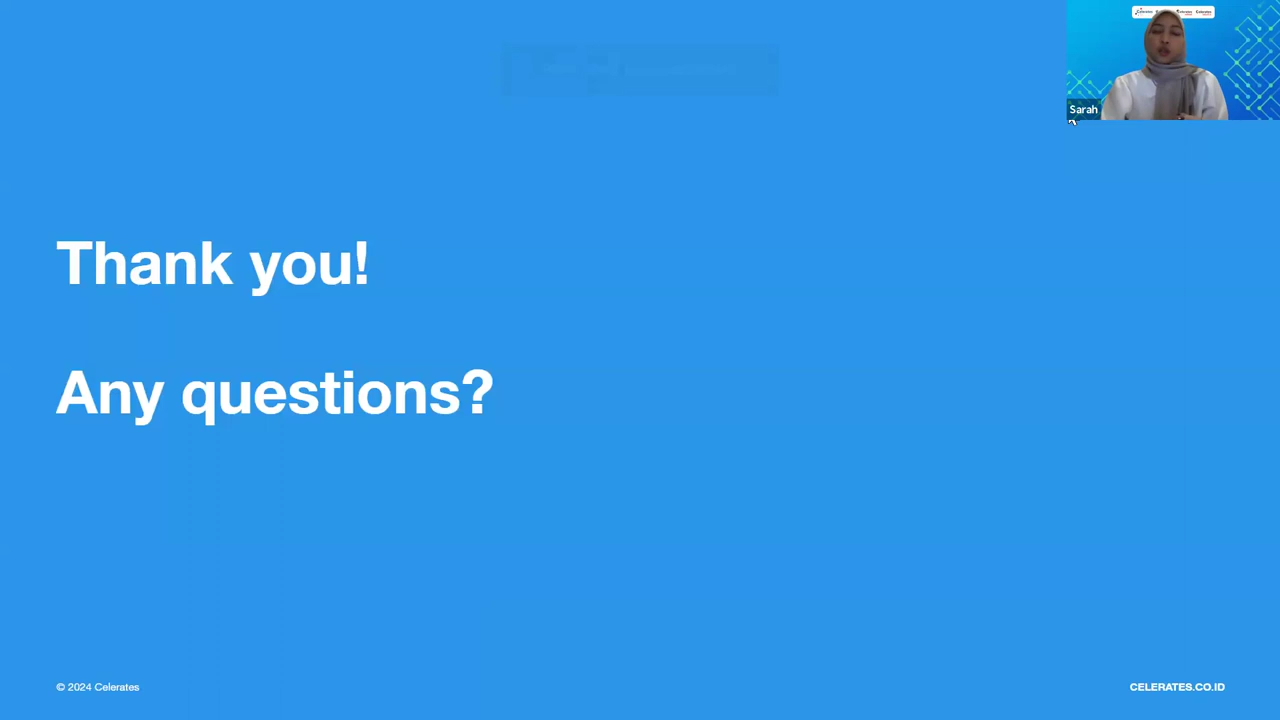 Sarah
Thank you!
Any questions?
© 2024 Celerates
CELERATES.CO.ID